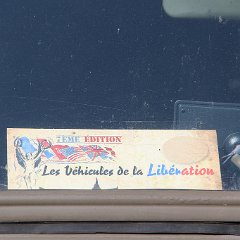 7EME EDITION
Les Véhicules de la Libération